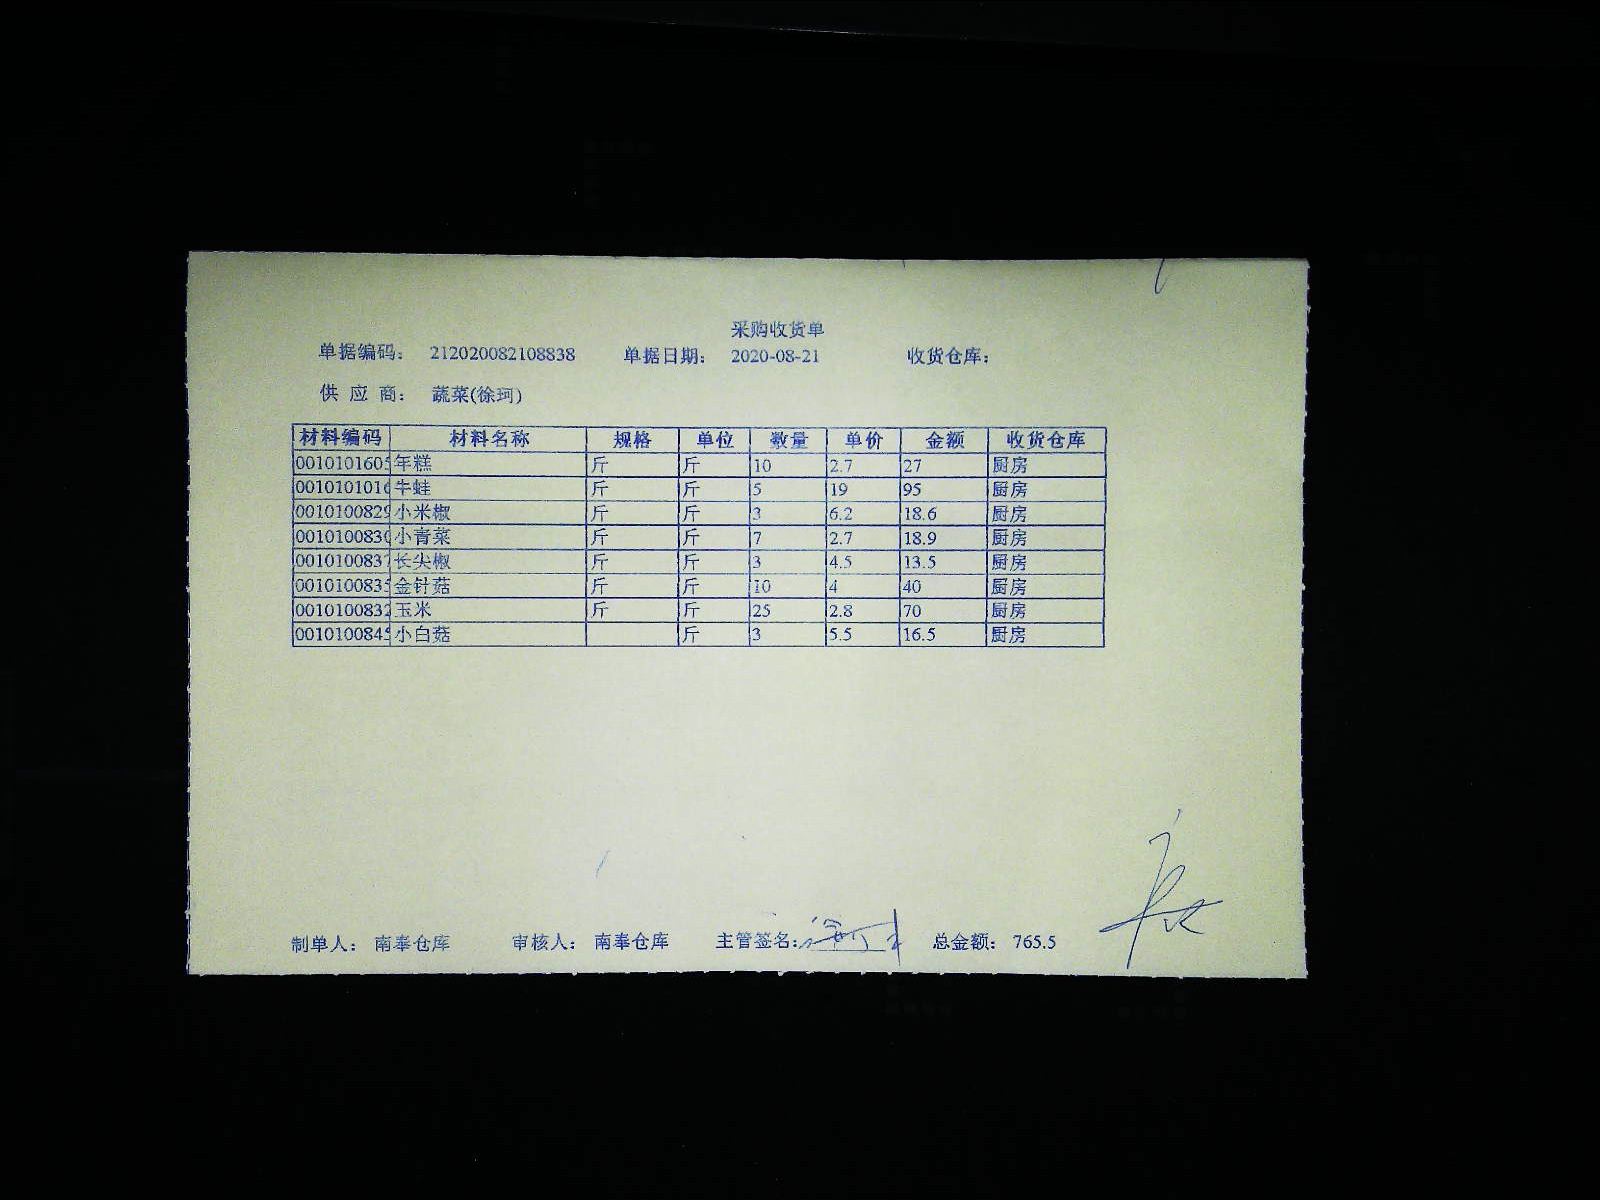 采购收货单
单据编码: 212020082108838 单据日期: 2020-08-21 收货仓库:
供 应 商: 蔬菜(徐珂)
材料编码 材料名称 规格 单位 数量 单价 金额 收货仓库
0010101605 年糕 斤 斤 10 2.7 27 厨房
001010101 牛蛙 斤 斤 5 19 95 厨房
0010100829 小米椒 斤 斤 3 6.2 18.6 厨房
001010083 小青菜 斤 斤 7 2.7 18.9 厨房
0010100837 长尖椒 斤 斤 3 4.5 13.5 厨房
001010083 金针菇 斤 斤 10 4 40 厨房
0010100832 玉米 斤 斤 25 2.8 70 厨房
001010084 小白菇 斤 3 5.5 16.5 厨房
制单人: 南奉仓库 审核人: 南奉仓库 主管签名: 总金额: 765.5